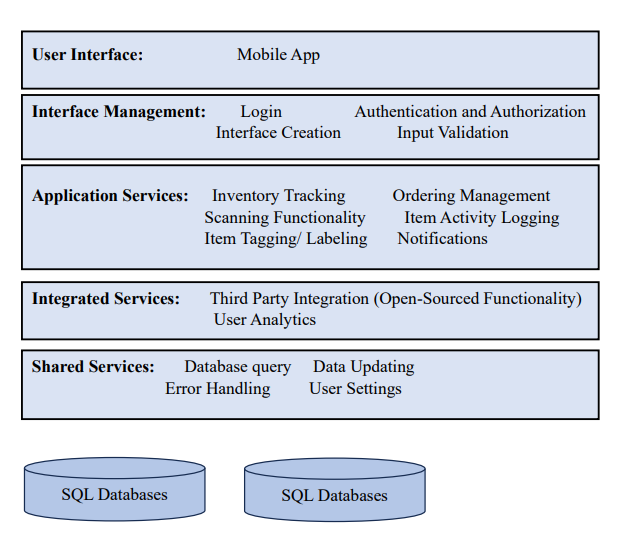 User Interface: Mobile App
Interface Management: Login Authentication and Authorization
Interface Creation Input Validation
Application Services: Inventory Tracking Ordering Management
Scanning Functionality Item Activity Logging
Item Tagging/ Labeling Notifications
Integrated Services: Third Party Integration (Open-Sourced Functionality)
User Analytics
Shared Services: Database query Data Updating
Error Handling User Settings
SQL Databases SQL Databases